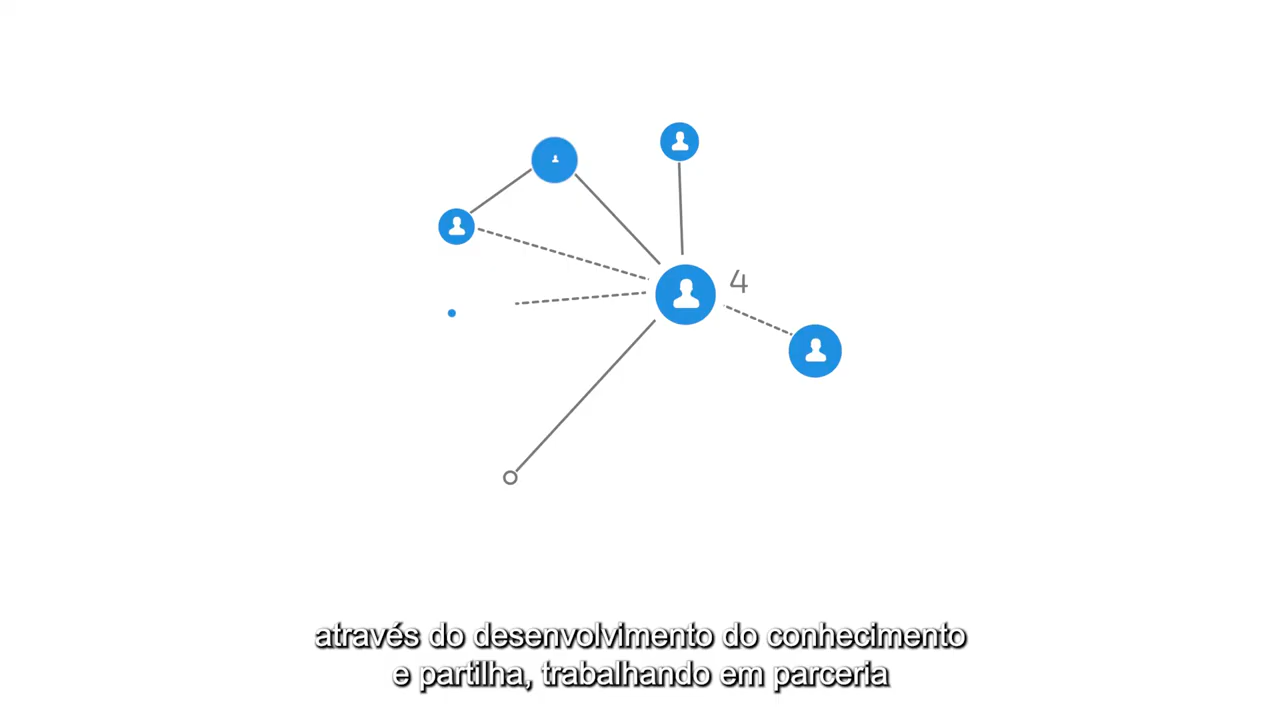 4
através do desenvolvimento do conhecimento
e partilha, trabalhando em parceria